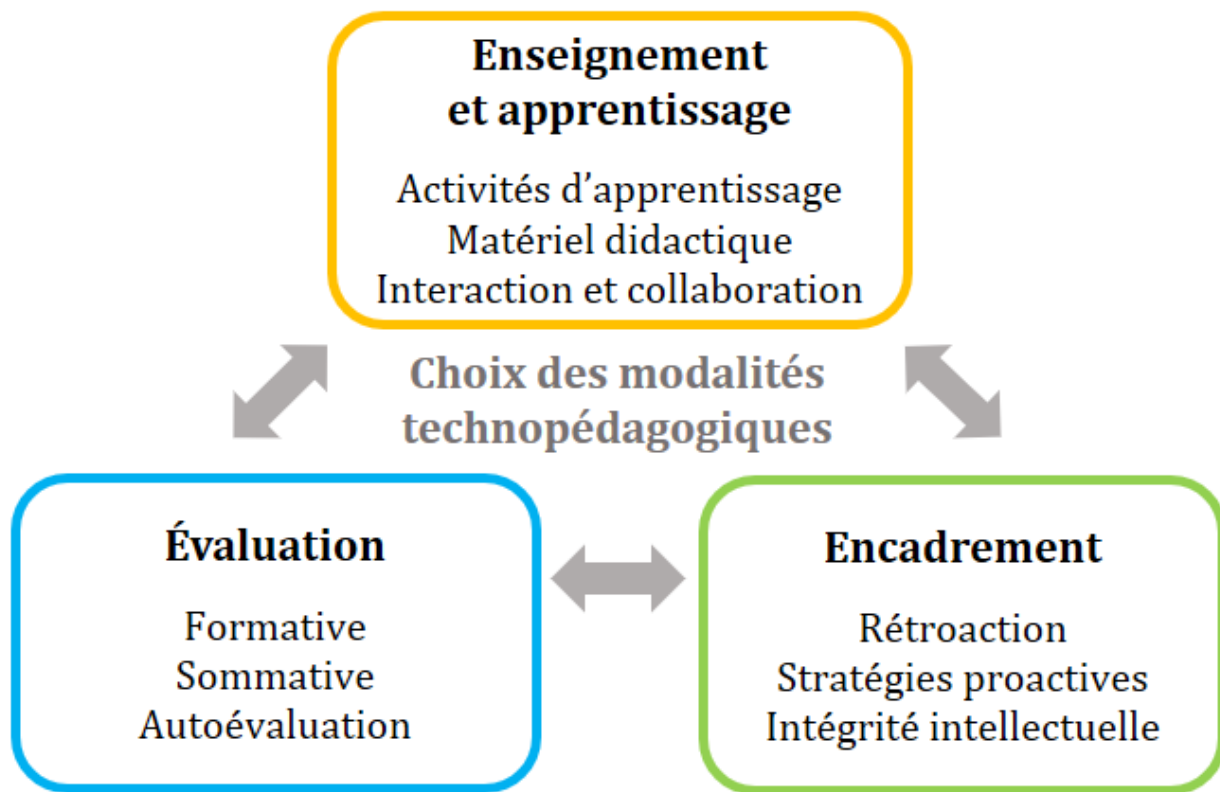 Enseignement
et apprentissage
Activités d’apprentissage
Matériel didactique
Interaction et collaboration
Choix des modalités
technopédagogiques
Évaluation
Formative
Sommative
Autoévaluation
Encadrement
Rétroaction
Stratégies proactives
Intégrité intellectuelle